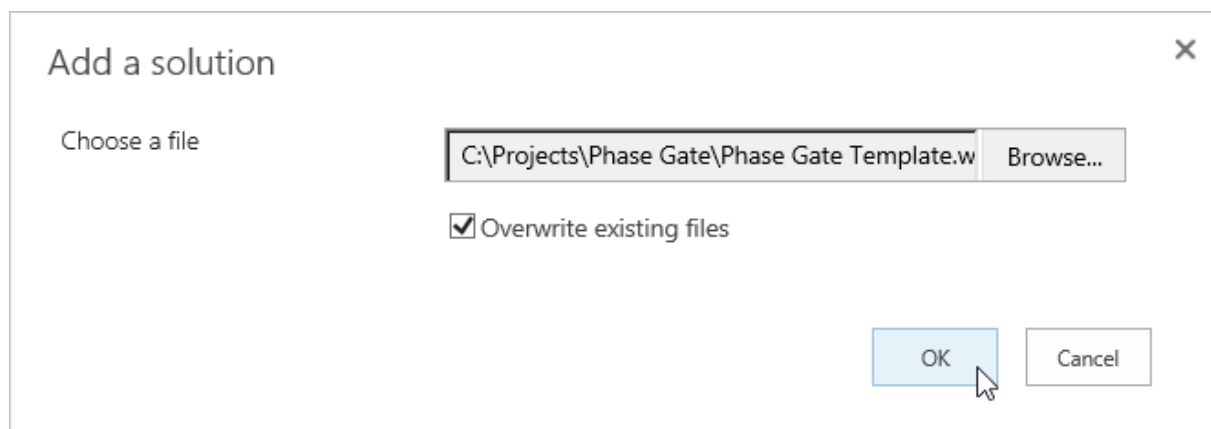 Add a solution
Choose a file
C:\Projects\Phase Gate\Phase Gate Template.w
Browse...
Overwrite existing files
OK
Cancel